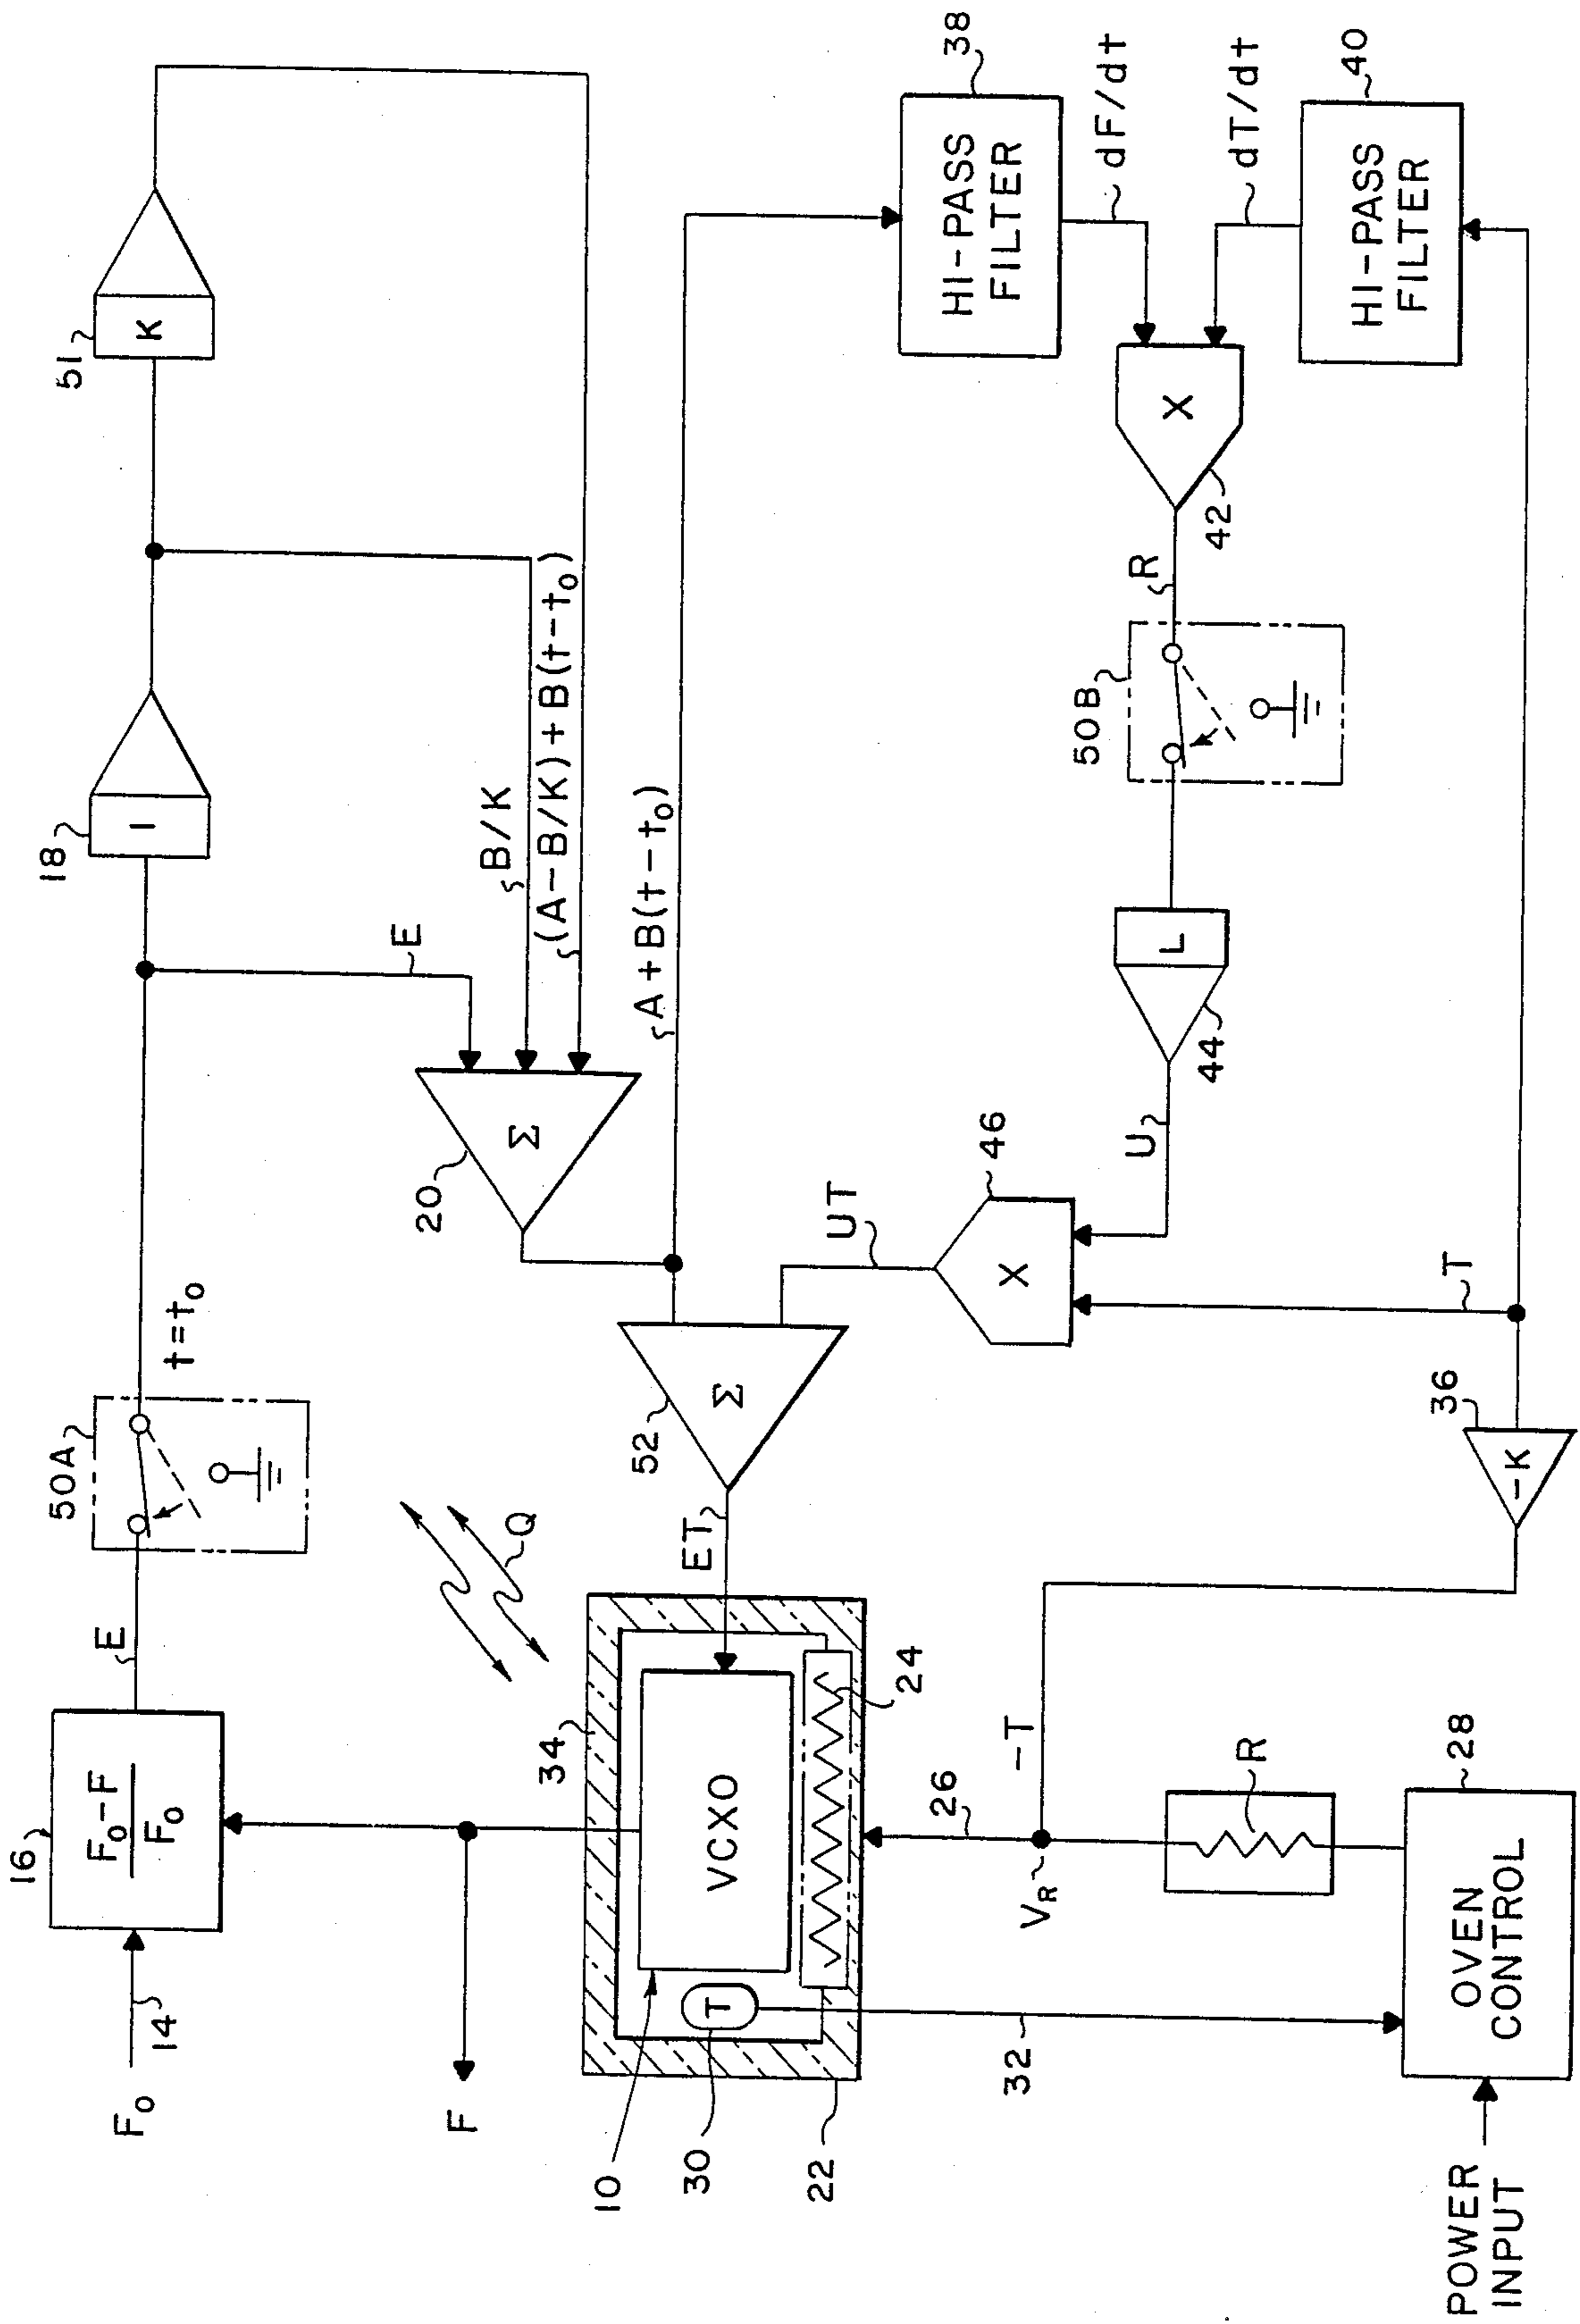 F₀
14
16
F₀-F
F₀
E
50A
t=t₀
18
I
51
K
E
B/K
(A-B/K)+B(t-t₀)
20
Σ
A+B(t-t₀)
F
Q
34
10
30
T
22
VCXO
24
ET
52
Σ
UT
46
X
U
44
L
50B
R
42
X
38
HI-PASS
FILTER
dF/dt
dT/dt
40
HI-PASS
FILTER
32
26
-T
V_R
R
28
OVEN
CONTROL
POWER
INPUT
36
-K
T